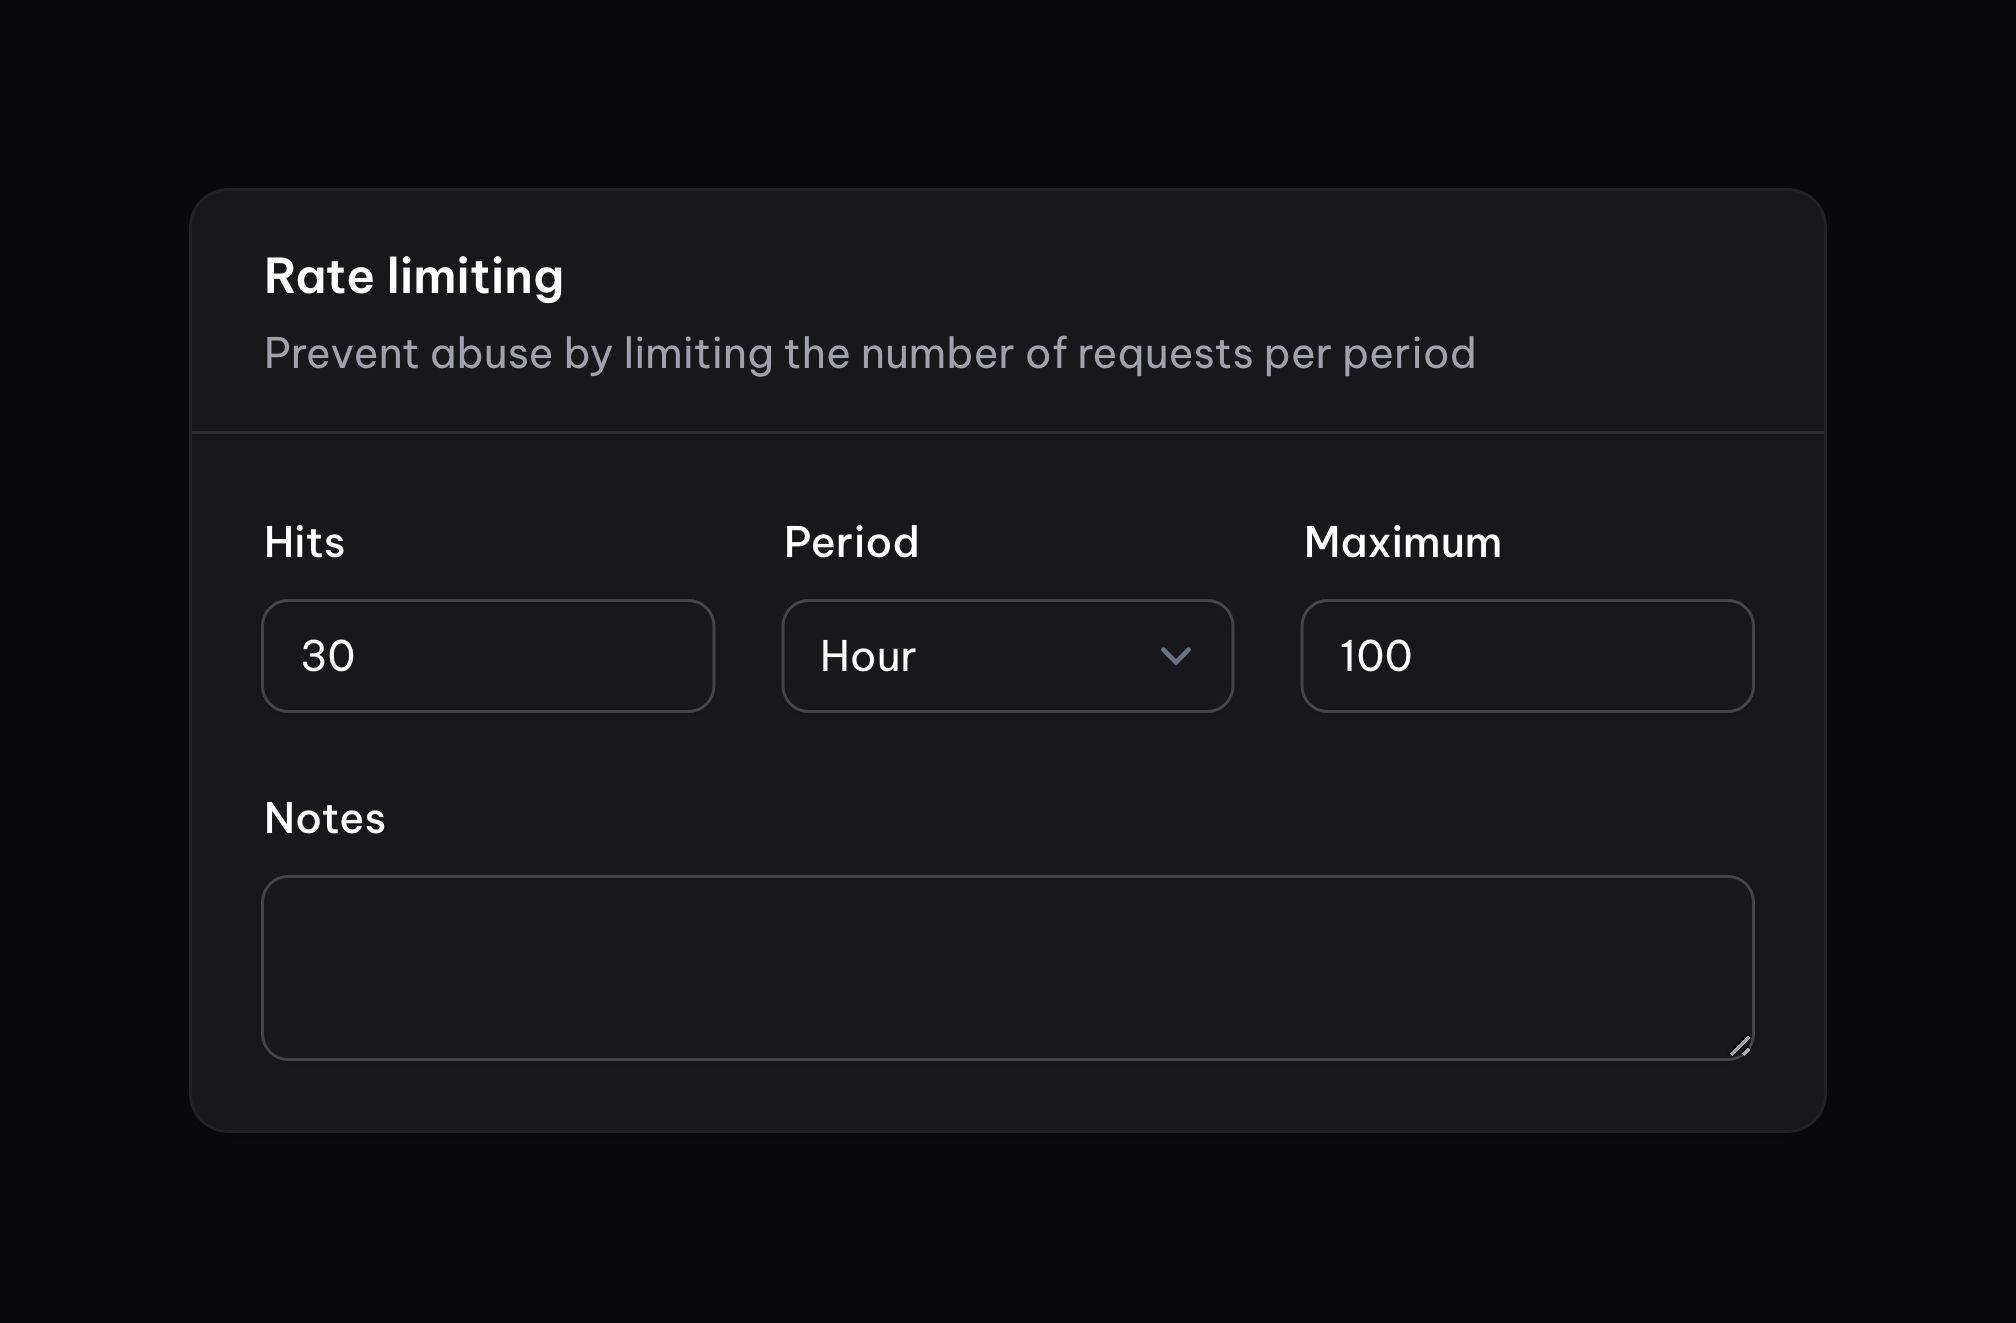 Rate limiting
Prevent abuse by limiting the number of requests per period
Hits
Period
Maximum
30
Hour
100
Notes